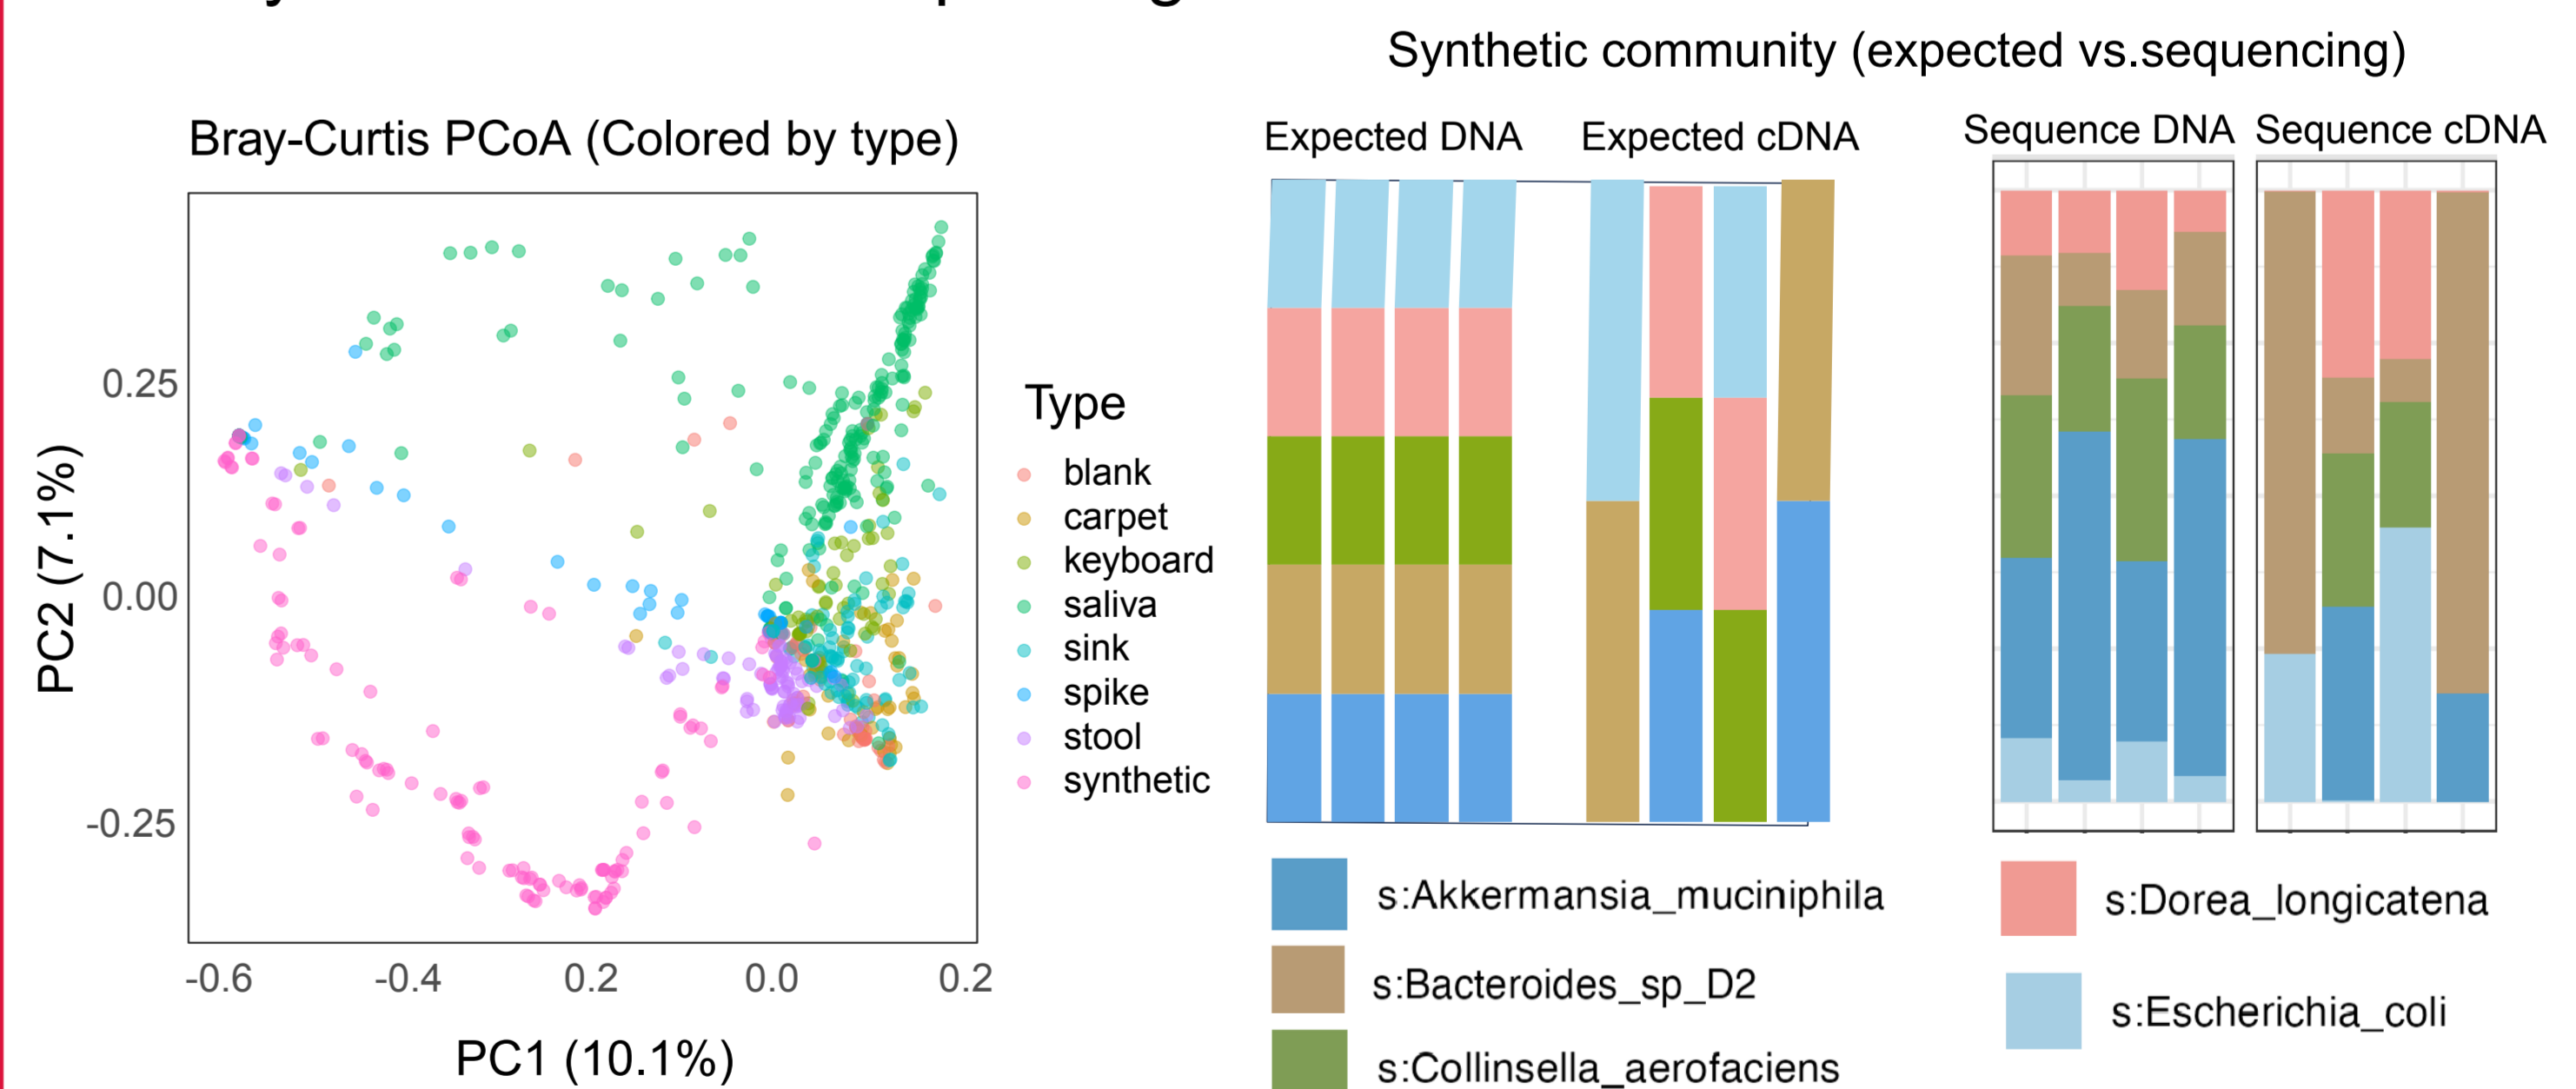 Synthetic community (expected vs.sequencing)
Bray-Curtis PCoA (Colored by type)
Expected DNA
Expected cDNA
Sequence DNA
Sequence cDNA
0.25
0.00
-0.25
PC2 (7.1%)
-0.6
-0.4
0.2
0.0
0.2
PC1 (10.1%)
Type
blank
carpet
keyboard
saliva
sink
spike
stool
synthetic
s:Akkermansia_muciniphila
s:Bacteroides_sp_D2
s:Collinsella_aerofaciens
s:Dorea_longicatena
s:Escherichia_coli